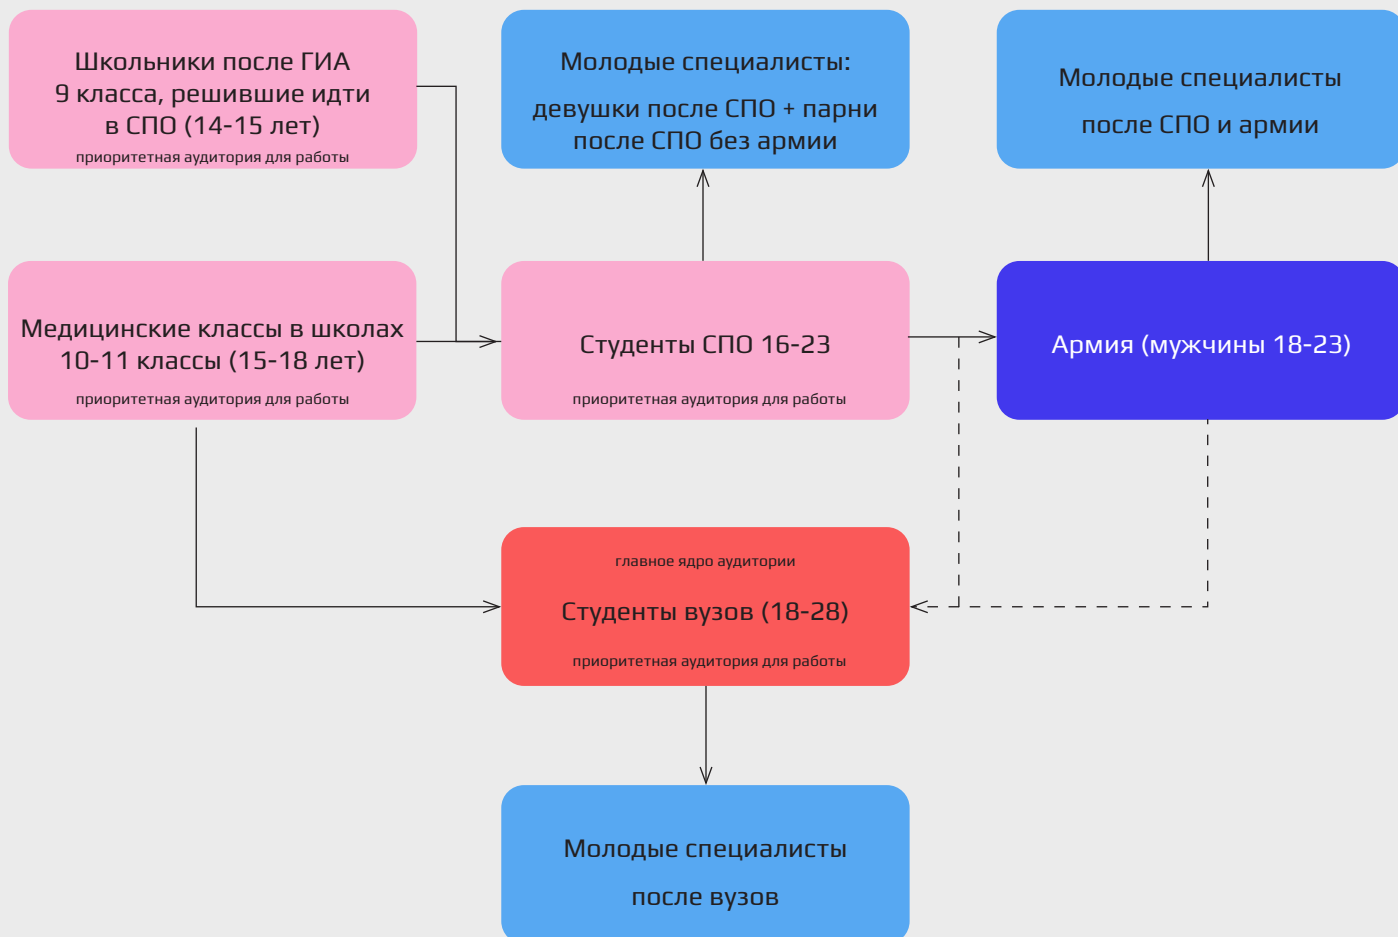 Школьники после ГИА
9 класса, решившие идти
в СПО (14-15 лет)
приоритетная аудитория для работы
Молодые специалисты:
девушки после СПО + парни
после СПО без армии
Молодые специалисты
после СПО и армии
Медицинские классы в школах
10-11 классы (15-18 лет)
приоритетная аудитория для работы
Студенты СПО 16-23
приоритетная аудитория для работы
Армия (мужчины 18-23)
главное ядро аудитории
Студенты вузов (18-28)
приоритетная аудитория для работы
Молодые специалисты
после вузов